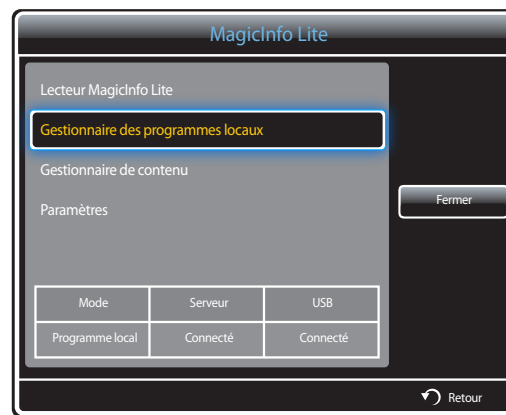 MagicInfo Lite
Lecteur MagicInfo Lite
Gestionnaire des programmes locaux
Gestionnaire de contenu
Paramètres
Fermer
Mode Serveur USB
Programme local Connecté Connecté
Retour